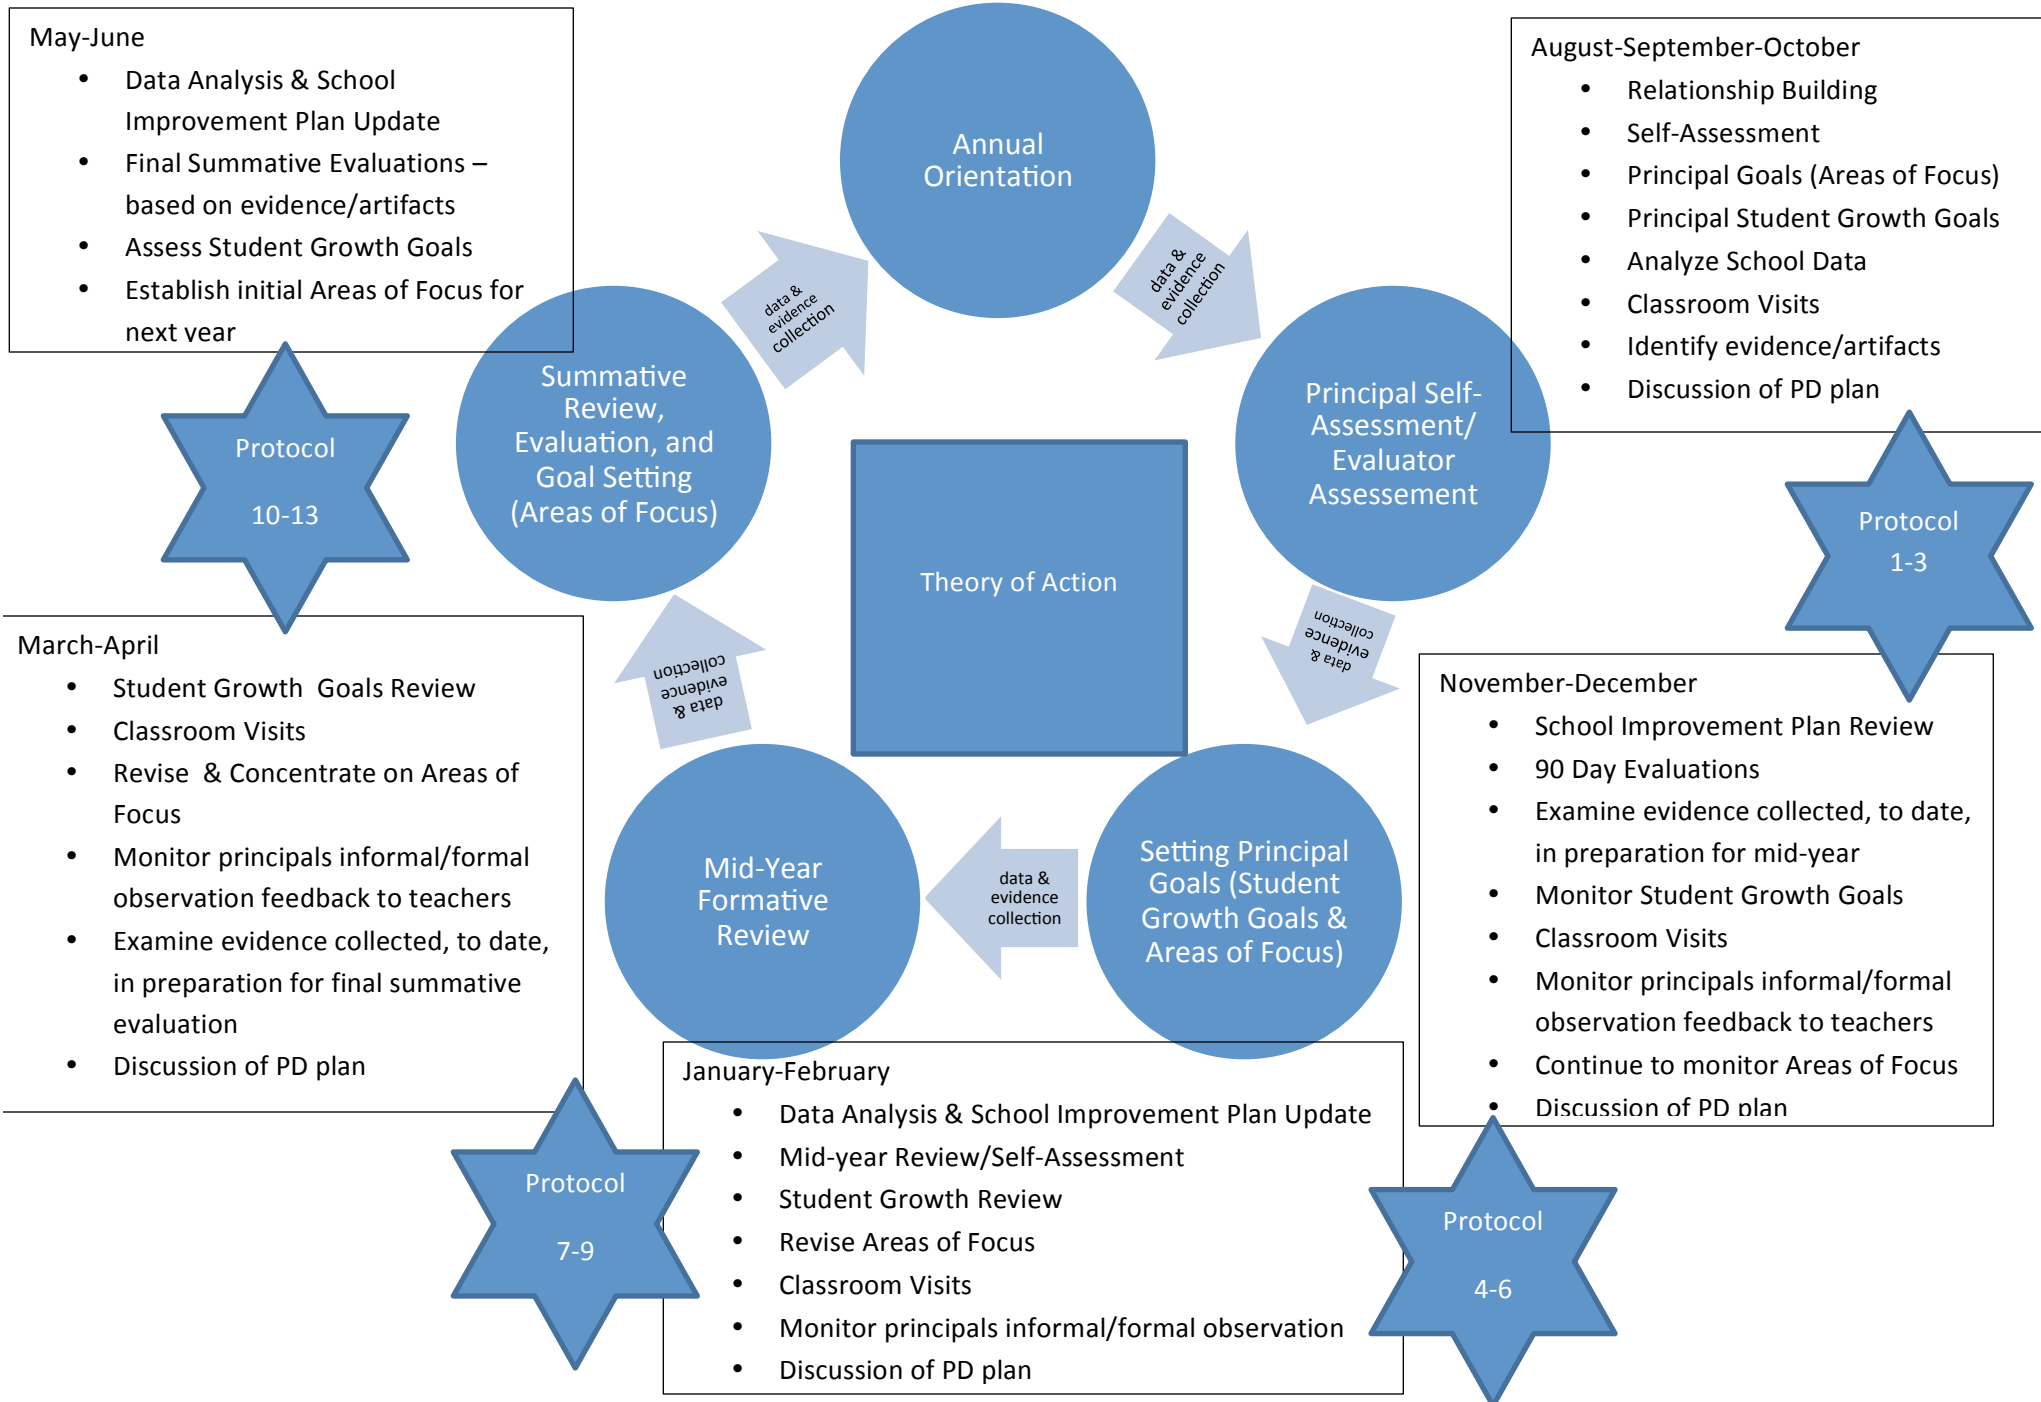 May-June
• Data Analysis & School
Improvement Plan Update
• Final Summative Evaluations –
based on evidence/artifacts
• Assess Student Growth Goals
• Establish initial Areas of Focus for
next year
Annual
Orientation
August-September-October
• Relationship Building
• Self-Assessment
• Principal Goals (Areas of Focus)
• Principal Student Growth Goals
• Analyze School Data
• Classroom Visits
• Identify evidence/artifacts
• Discussion of PD plan
data &
evidence
collection
data &
evidence
collection
Summative
Review,
Evaluation, and
Goal Setting
(Areas of Focus)
Principal Self-
Assessment/
Evaluator
Assessement
Protocol
10-13
Theory of Action
Protocol
1-3
data &
evidence
collection
data &
evidence
collection
March-April
• Student Growth  Goals Review
• Classroom Visits
• Revise  & Concentrate on Areas of
Focus
• Monitor principals informal/formal
observation feedback to teachers
• Examine evidence collected, to date,
in preparation for final summative
evaluation
• Discussion of PD plan
Mid-Year
Formative
Review
data &
evidence
collection
Setting Principal
Goals (Student
Growth Goals &
Areas of Focus)
November-December
• School Improvement Plan Review
• 90 Day Evaluations
• Examine evidence collected, to date,
in preparation for mid-year
• Monitor Student Growth Goals
• Classroom Visits
• Monitor principals informal/formal
observation feedback to teachers
• Continue to monitor Areas of Focus
• Discussion of PD plan
January-February
• Data Analysis & School Improvement Plan Update
• Mid-year Review/Self-Assessment
• Student Growth Review
• Revise Areas of Focus
• Classroom Visits
• Monitor principals informal/formal observation
• Discussion of PD plan
Protocol
7-9
Protocol
4-6